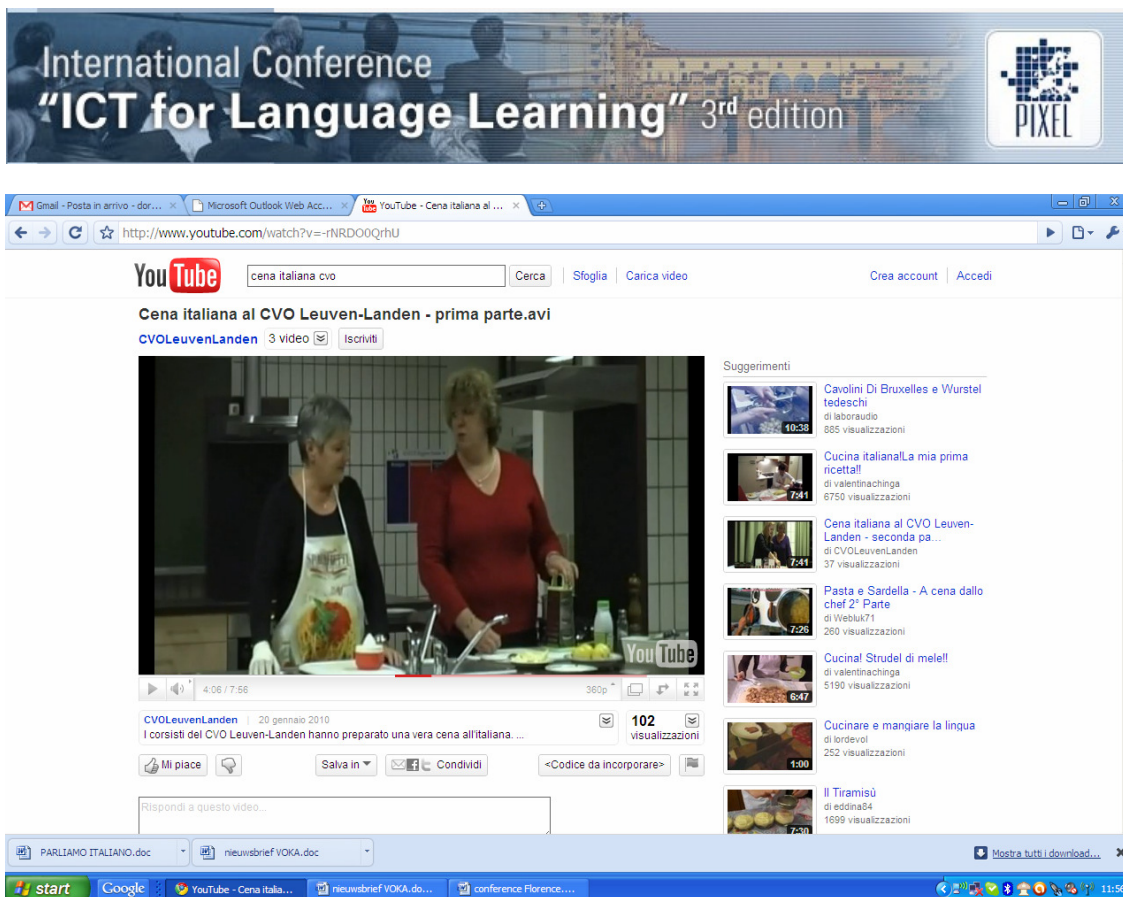 International Conference
"ICT for Language Learning" 3rd edition
PIXEL
Gmail - Posta in arrivo - dor...
Microsoft Outlook Web Acc...
YouTube - Cena italiana al ...
http://www.youtube.com/watch?v=-rNRDO0QrhU
YouTube
cena italiana cvo
Cerca
Sfoglia
Carica video
Crea account
Accedi
Cena italiana al CVO Leuven-Landen - prima parte.avi
CVOLeuvenLanden
3 video
Iscriviti
YouTube
4:06 / 7:56
360p
CVOLeuvenLanden
20 gennaio 2010
I corsisti del CVO Leuven-Landen hanno preparato una vera cena all'italiana. ...
102
visualizzazioni
Mi piace
Salva in
Condividi
<Codice da incorporare>
Rispondi a questo video...
Suggerimenti
10:38
Cavolini Di Bruxelles e Wurstel
tedeschi
di laboraudio
885 visualizzazioni
7:41
Cucina italiana!La mia prima
ricetta!!
di valentinachinga
6750 visualizzazioni
7:41
Cena italiana al CVO Leuven-
Landen - seconda pa...
di CVOLeuvenLanden
37 visualizzazioni
7:26
Pasta e Sardella - A cena dallo
chef 2° Parte
di Webluk71
260 visualizzazioni
6:47
Cucina! Strudel di mele!!
di valentinachinga
5190 visualizzazioni
1:00
Cucinare e mangiare la lingua
di lordevol
252 visualizzazioni
7:30
Il Tiramisù
di eddina84
1699 visualizzazioni
PARLIAMO ITALIANO.doc
nieuwsbrief VOKA.doc
Mostra tutti i download...
start
Google
YouTube - Cena italia...
nieuwsbrief VOKA.do...
conference Florence....
11:56